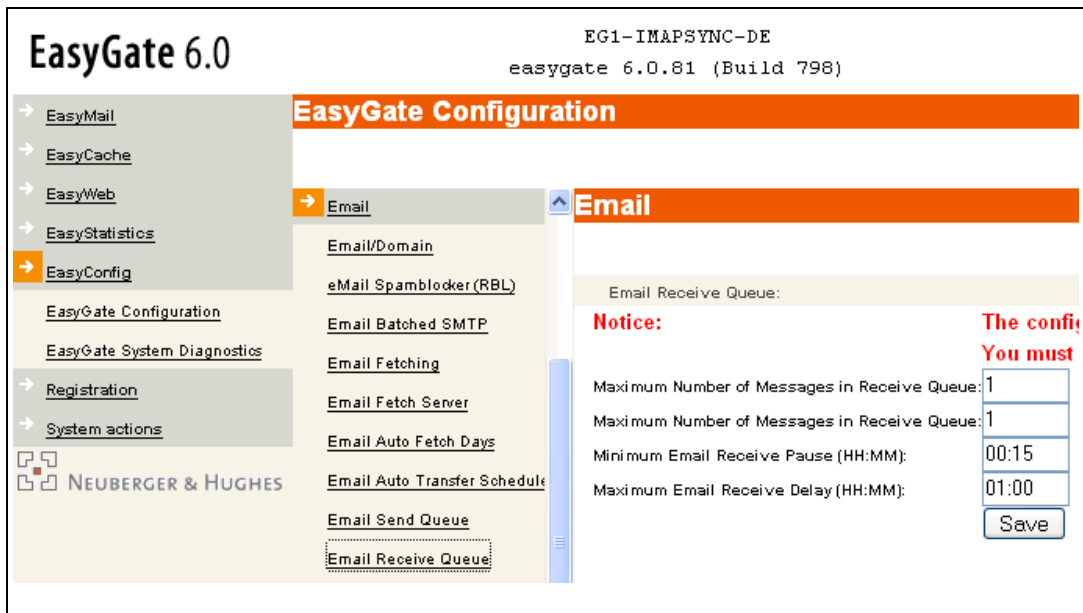 EasyGate 6.0
EG1-IMAPSYNC-DE
easygate 6.0.81 (Build 798)
EasyMail
EasyCache
EasyWeb
EasyStatistics
EasyConfig
EasyGate Configuration
EasyGate System Diagnostics
Registration
System actions
NEUBERGER & HUGHES
EasyGate Configuration
Email
Email/Domain
eMail Spamblocker (RBL)
Email Batched SMTP
Email Fetching
Email Fetch Server
Email Auto Fetch Days
Email Auto Transfer Schedule
Email Send Queue
Email Receive Queue
Email
Email Receive Queue:
Notice: The config
You must
Maximum Number of Messages in Receive Queue: 1
Maximum Number of Messages in Receive Queue: 1
Minimum Email Receive Pause (HH:MM): 00:15
Maximum Email Receive Delay (HH:MM): 01:00
Save